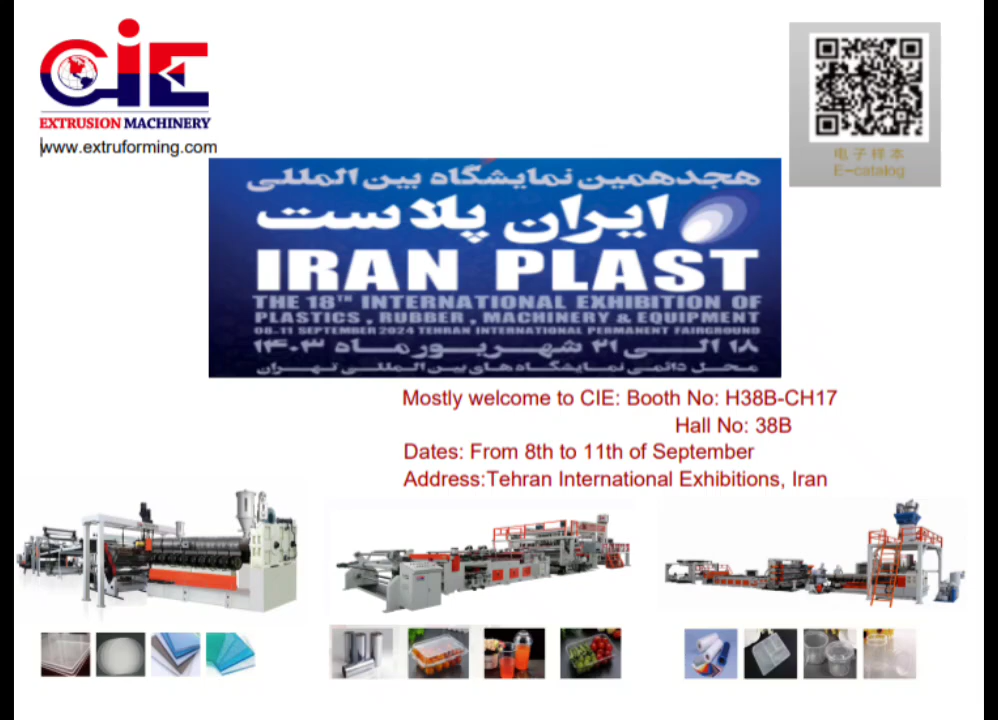 CIE
EXTRUSION MACHINERY
www.extruforming.com
电子样本
E-catalog
هجدهمین نمایشگاه بین المللی
ایران پلاست
IRAN PLAST
THE 18TH INTERNATIONAL EXHIBITION OF
PLASTICS, RUBBER, MACHINERY & EQUIPMENT
08-11 SEPTEMBER 2024 TEHRAN INTERNATIONAL PERMANENT FAIRGROUND
۱۸ الی ۲۱ شهریور ماه ۱۴۰۳
محل دائمی نمایشگاه های بین المللی تهران
Mostly welcome to CIE: Booth No: H38B-CH17
Hall No: 38B
Dates: From 8th to 11th of September
Address:Tehran International Exhibitions, Iran